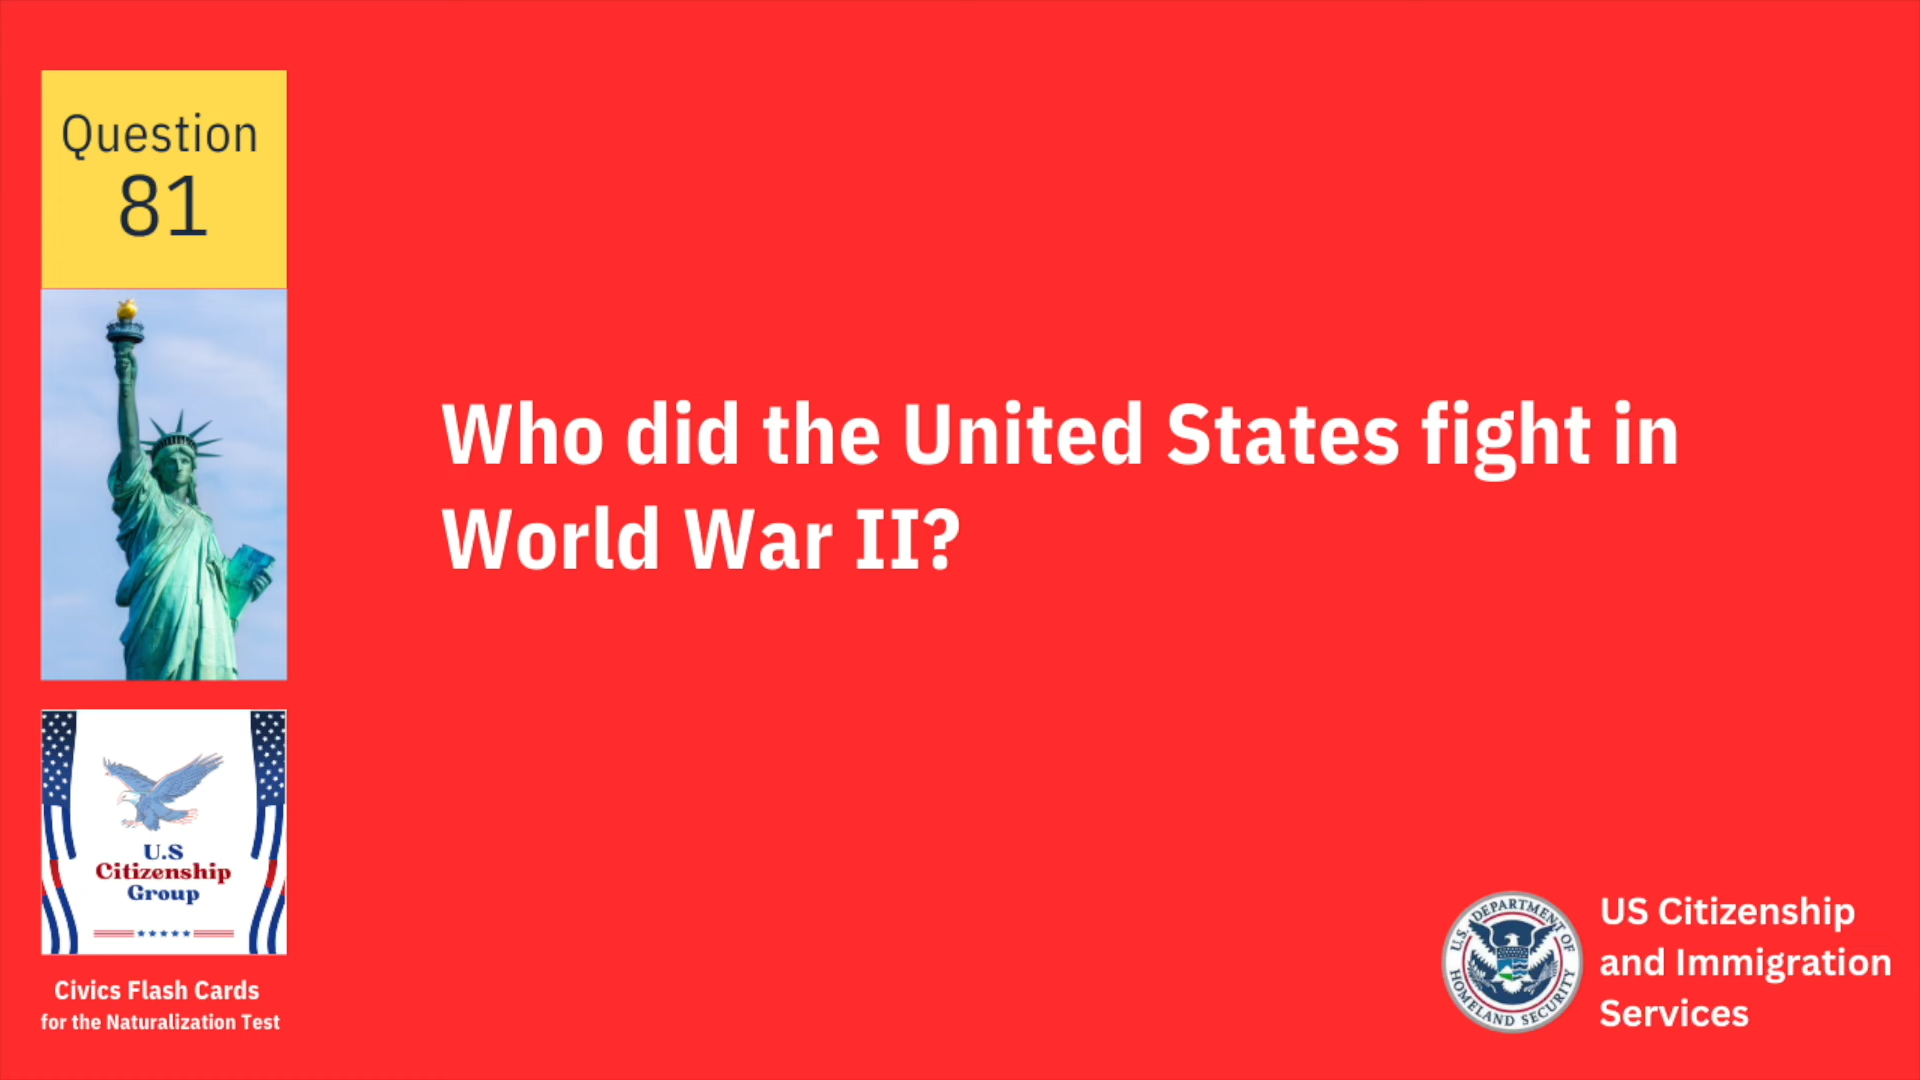 Question
81
Who did the United States fight in
World War II?
U.S
Citizenship
Group
Civics Flash Cards
for the Naturalization Test
U.S. DEPARTMENT OF
HOMELAND SECURITY
US Citizenship
and Immigration
Services